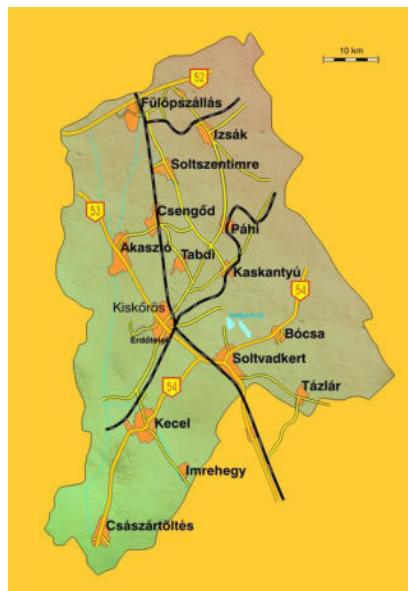 10 km
52
Fülöpszállás
Izsák
Soltszentimre
53
Csengőd
Páhi
Akasztó
Tabdi
Kaskantyú
54
Kiskőrös
Bócsa
Erdőtelek
Soltvadkert
54
Tázlár
Kecel
Imrehegy
Császártöltés